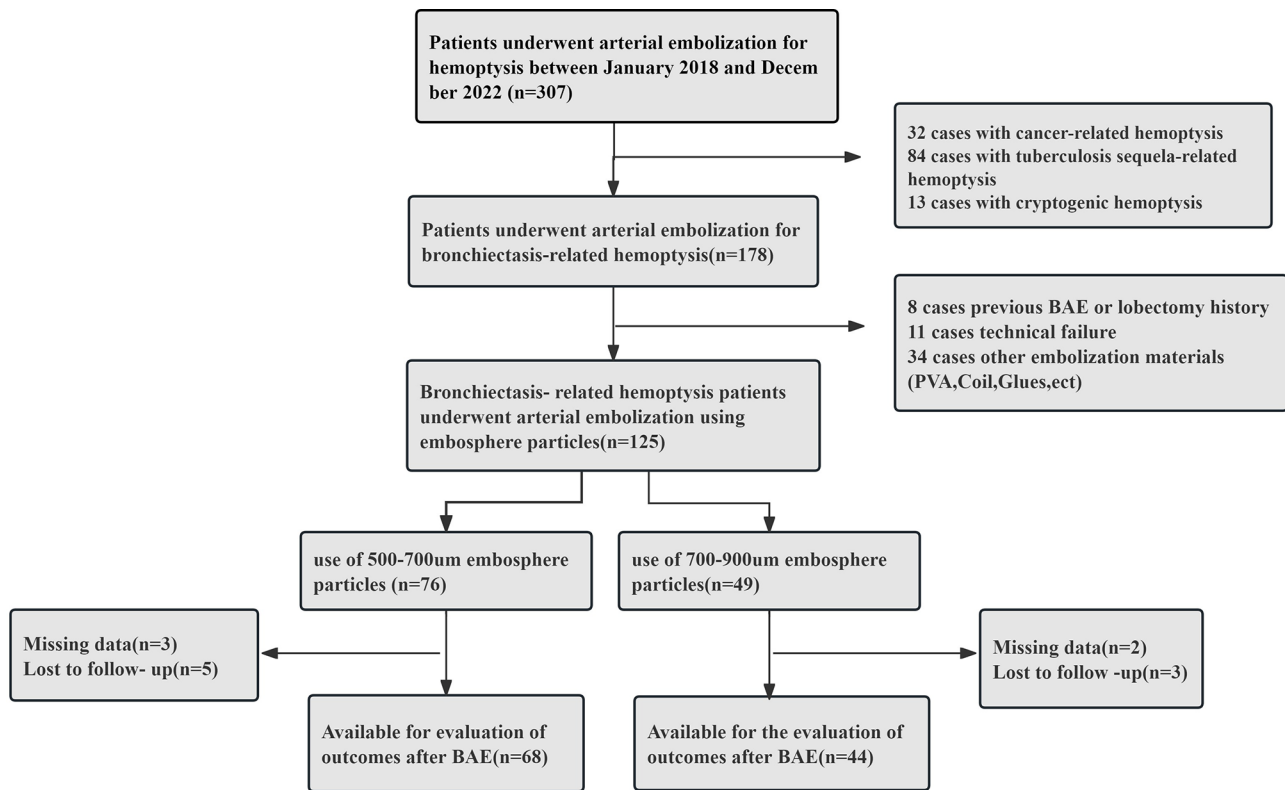 Patients underwent arterial embolization for
hemoptysis between January 2018 and Decem
ber 2022 (n=307)
32 cases with cancer-related hemoptysis
84 cases with tuberculosis sequela-related
hemoptysis
13 cases with cryptogenic hemoptysis
Patients underwent arterial embolization for
bronchiectasis-related hemoptysis(n=178)
8 cases previous BAE or lobectomy history
11 cases technical failure
34 cases other embolization materials
(PVA,Coil,Glues,ect)
Bronchiectasis- related hemoptysis patients
underwent arterial embolization using
embosphere particles(n=125)
use of 500-700um embosphere
particles (n=76)
use of 700-900um embosphere
particles(n=49)
Missing data(n=3)
Lost to follow- up(n=5)
Missing data(n=2)
Lost to follow -up(n=3)
Available for evaluation of
outcomes after BAE(n=68)
Available for the evaluation of
outcomes after BAE(n=44)